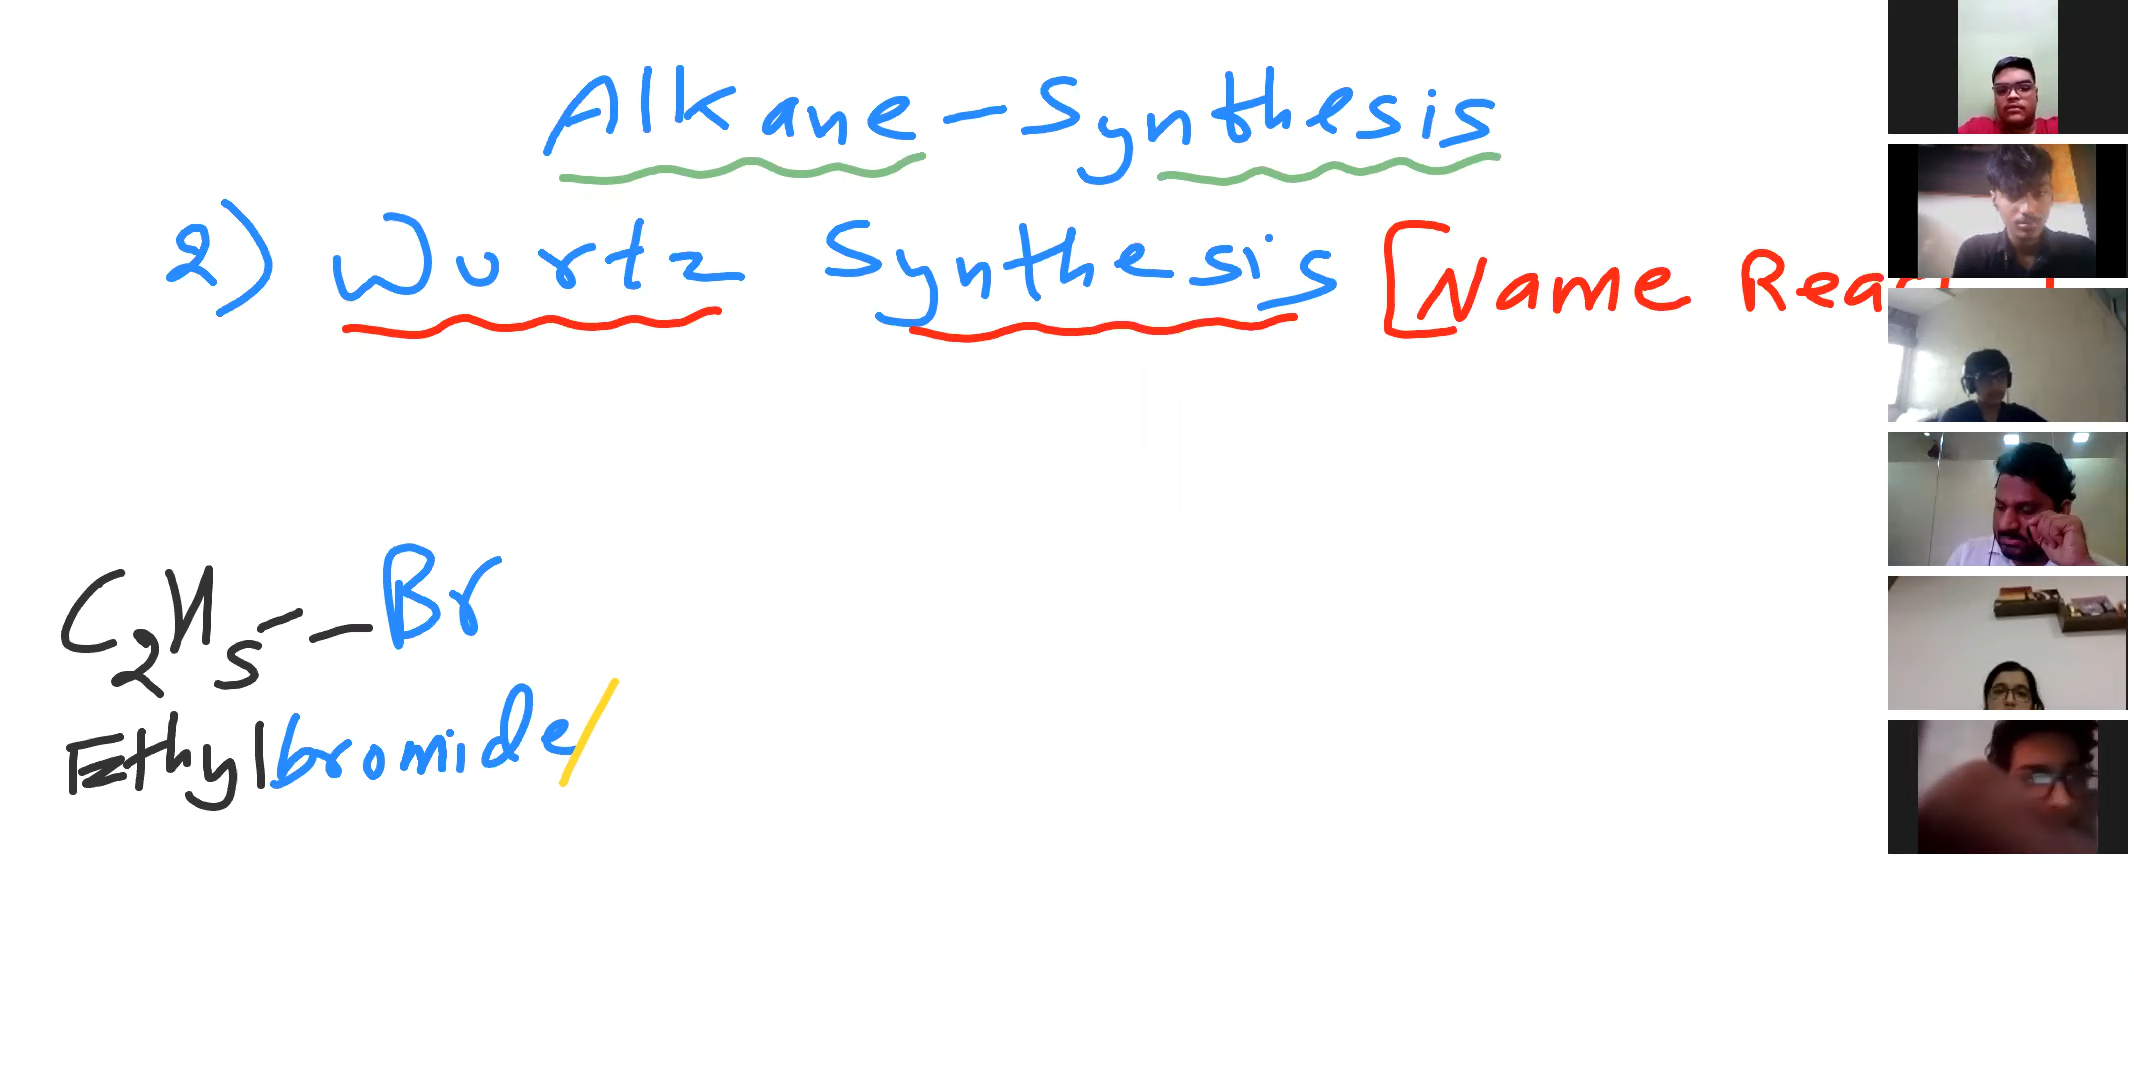 Alkane-Synthesis
2) Wurtz Synthesis [Name Rea
C2H5--Br
Ethylbromide/